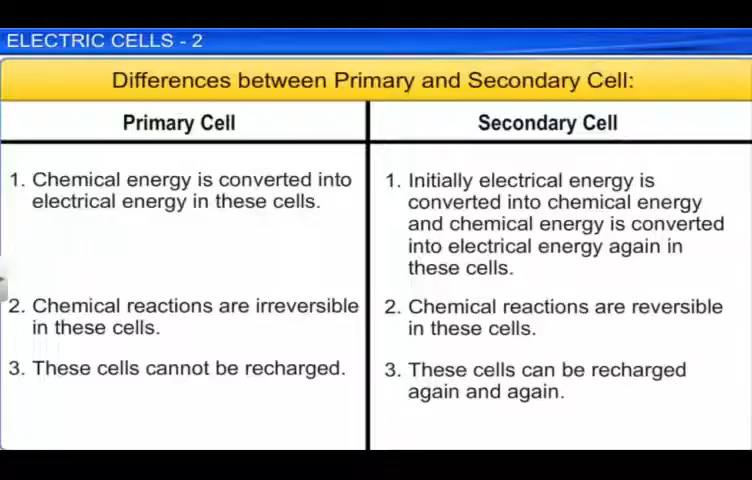 ELECTRIC CELLS - 2
Differences between Primary and Secondary Cell:
Primary Cell
1. Chemical energy is converted into
electrical energy in these cells.
2. Chemical reactions are irreversible
in these cells.
3. These cells cannot be recharged.
Secondary Cell
1. Initially electrical energy is
converted into chemical energy
and chemical energy is converted
into electrical energy again in
these cells.
2. Chemical reactions are reversible
in these cells.
3. These cells can be recharged
again and again.